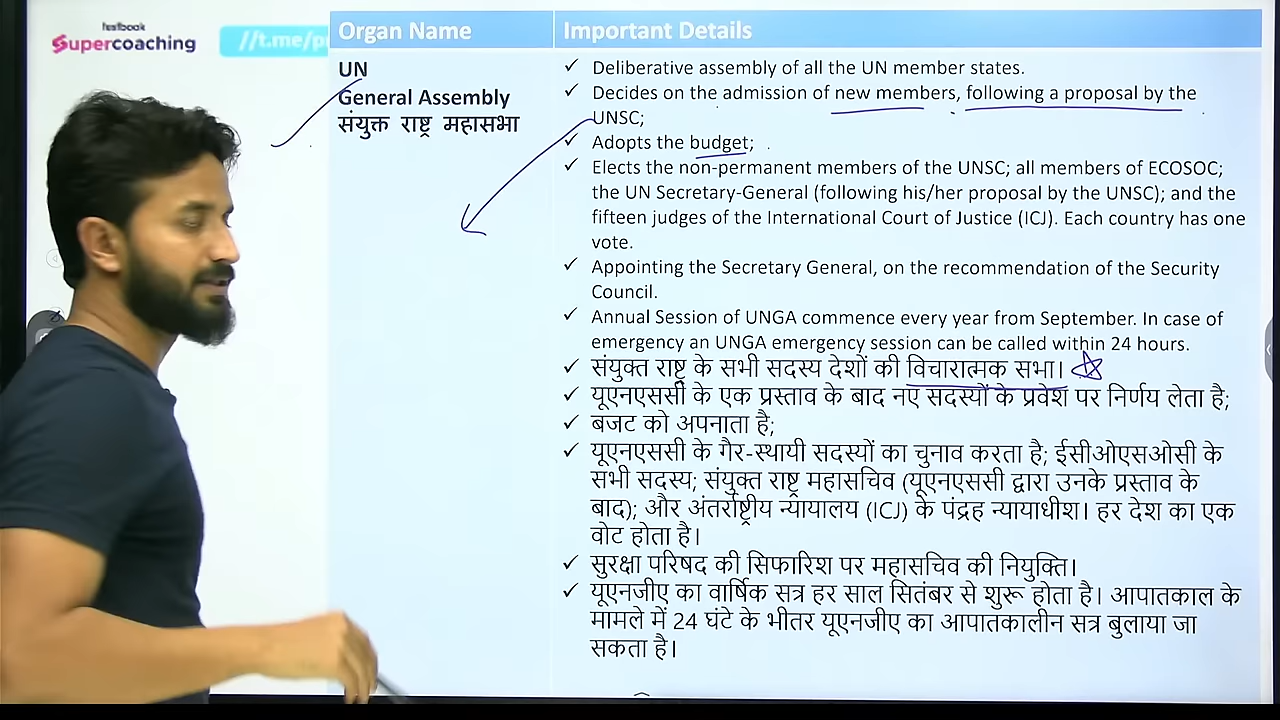 testbook
Supercoaching
//t.me/pr
Organ Name
Important Details
UN
General Assembly
संयुक्त राष्ट्र महासभा
✓ Deliberative assembly of all the UN member states.
✓ Decides on the admission of new members, following a proposal by the
UNSC;
✓ Adopts the budget;
✓ Elects the non-permanent members of the UNSC; all members of ECOSOC;
the UN Secretary-General (following his/her proposal by the UNSC); and the
fifteen judges of the International Court of Justice (ICJ). Each country has one
vote.
✓ Appointing the Secretary General, on the recommendation of the Security
Council.
✓ Annual Session of UNGA commence every year from September. In case of
emergency an UNGA emergency session can be called within 24 hours.
✓ संयुक्त राष्ट्र के सभी सदस्य देशों की विचारात्मक सभा।
✓ यूएनएससी के एक प्रस्ताव के बाद नए सदस्यों के प्रवेश पर निर्णय लेता है;
✓ बजट को अपनाता है;
✓ यूएनएससी के गैर-स्थायी सदस्यों का चुनाव करता है; ईसीओएसओसी के
सभी सदस्य; संयुक्त राष्ट्र महासचिव (यूएनएससी द्वारा उनके प्रस्ताव के
बाद); और अंतर्राष्ट्रीय न्यायालय (ICJ) के पंद्रह न्यायाधीश। हर देश का एक
वोट होता है।
✓ सुरक्षा परिषद की सिफारिश पर महासचिव की नियुक्ति।
✓ यूएनजीए का वार्षिक सत्र हर साल सितंबर से शुरू होता है। आपातकाल के
मामले में 24 घंटे के भीतर यूएनजीए का आपातकालीन सत्र बुलाया जा
सकता है।